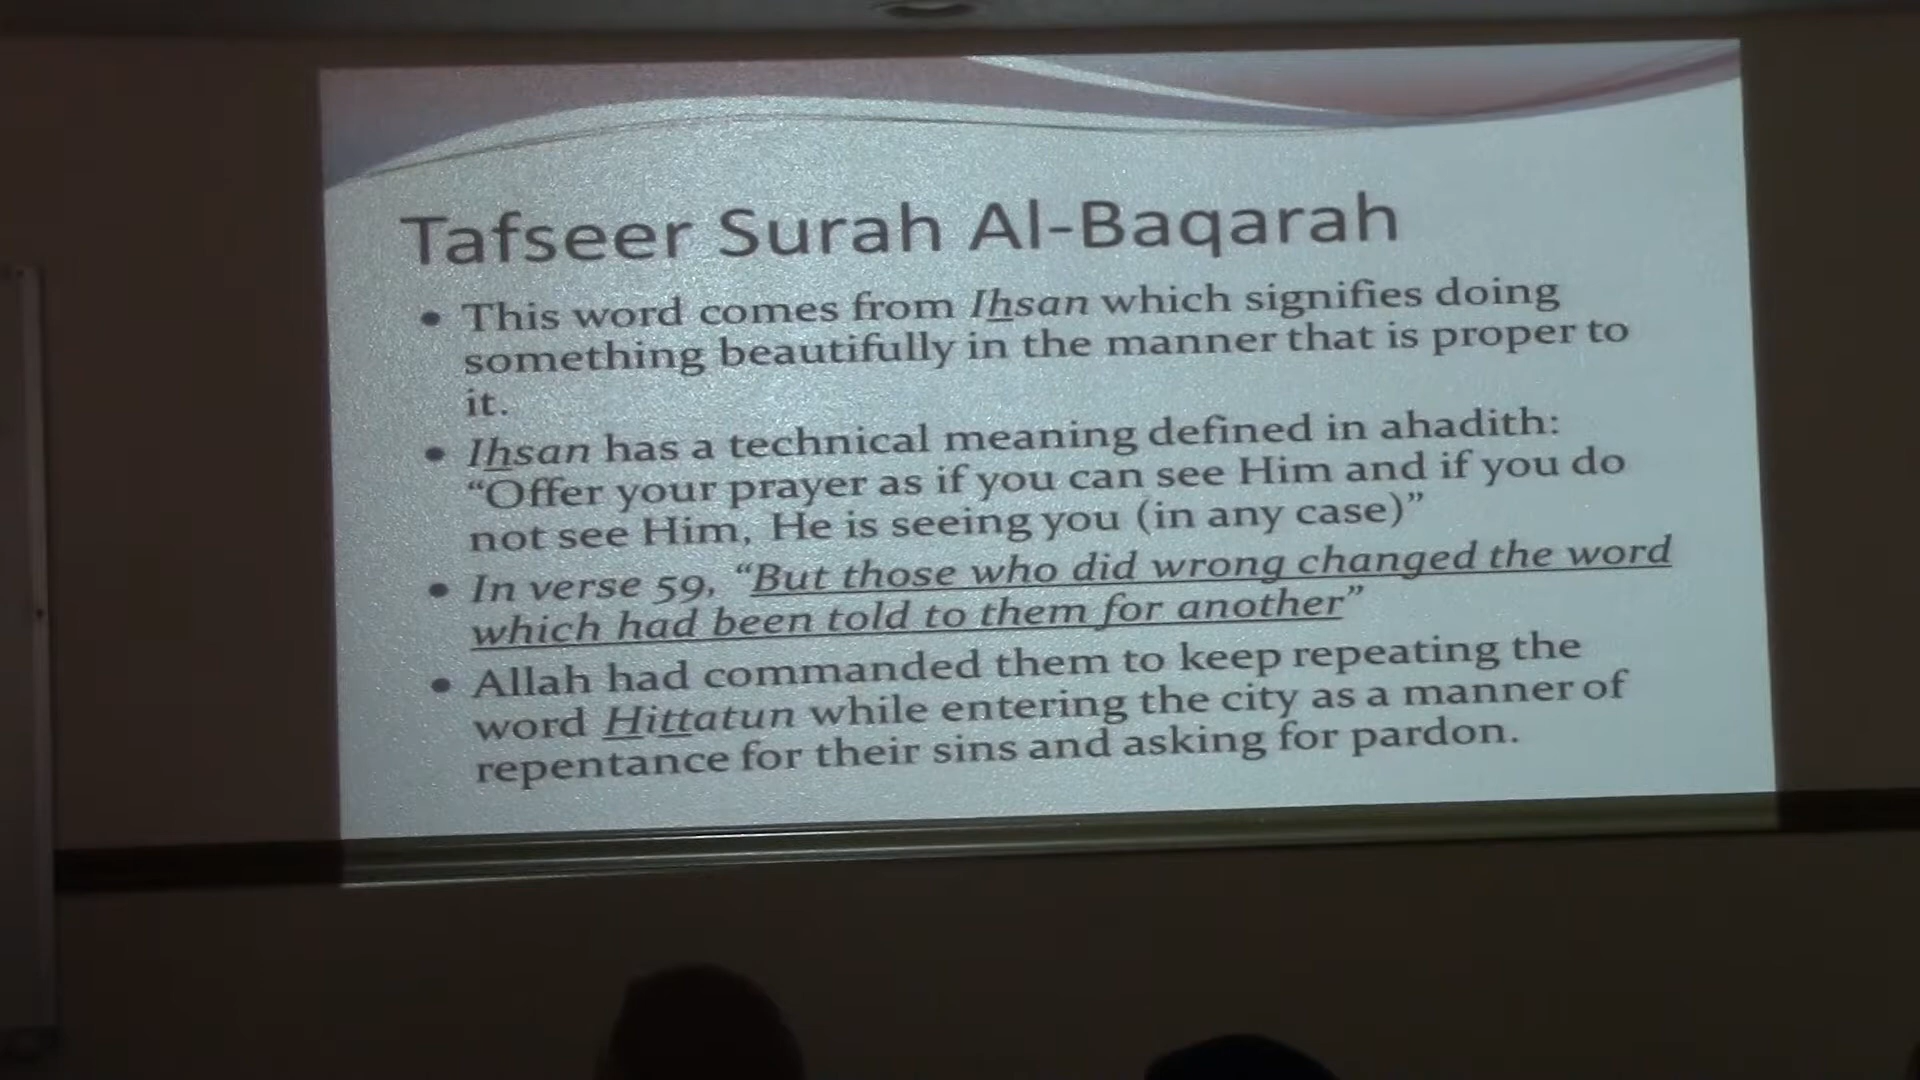 Tafseer Surah Al-Baqarah
• This word comes from Ihsan which signifies doing
something beautifully in the manner that is proper to
it.
• Ihsan has a technical meaning defined in ahadith:
“Offer your prayer as if you can see Him and if you do
not see Him, He is seeing you (in any case)”
• In verse 59, “But those who did wrong changed the word
which had been told to them for another”
• Allah had commanded them to keep repeating the
word Hittatun while entering the city as a manner of
repentance for their sins and asking for pardon.